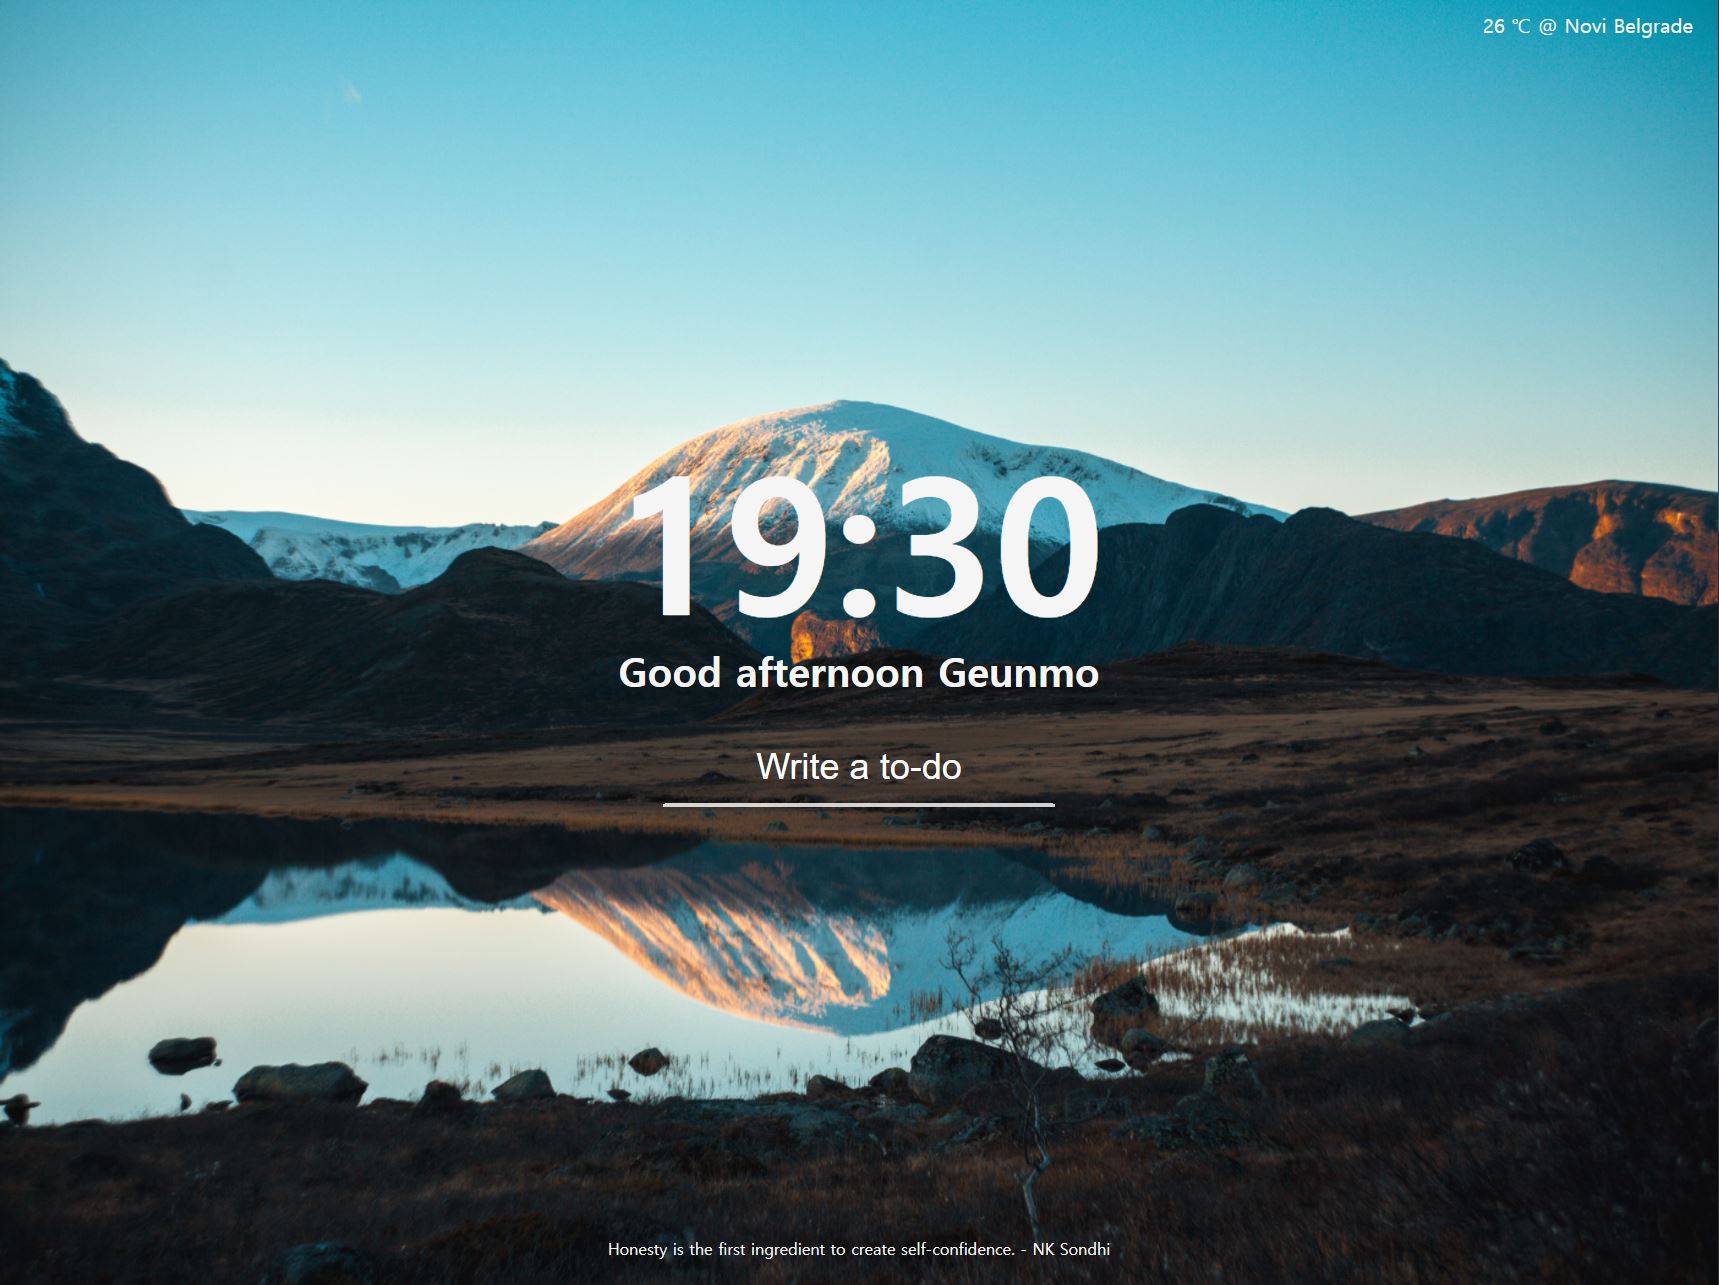 26 ℃ @ Novi Belgrade
19:30
Good afternoon Geunmo
Write a to-do
Honesty is the first ingredient to create self-confidence. - NK Sondhi